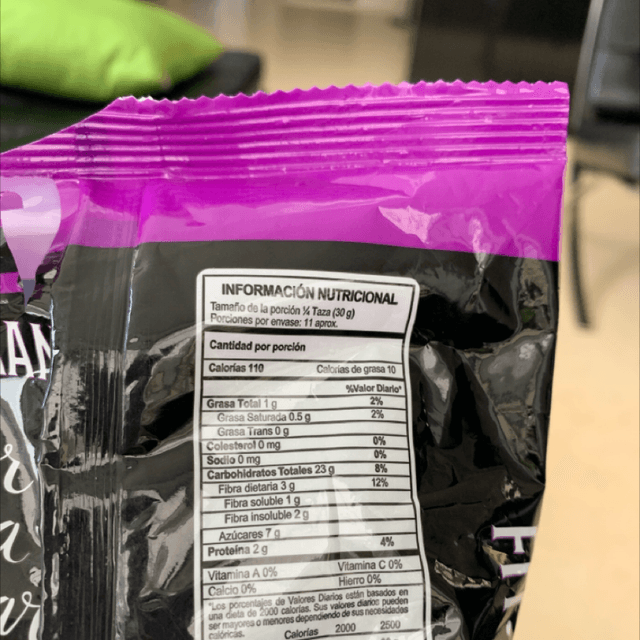 INFORMACIÓN NUTRICIONAL
Tamaño de la porción ¼ Taza (30 g)
Porciones por envase: 11 aprox.
Cantidad por porción
Calorías 110 Calorías de grasa 10
%Valor Diario*
Grasa Total 1 g 2%
Grasa Saturada 0.5 g 2%
Grasa Trans 0 g
Colesterol 0 mg 0%
Sodio 0 mg 0%
Carbohidratos Totales 23 g 8%
Fibra dietaria 3 g 12%
Fibra soluble 1 g
Fibra insoluble 2 g
Azúcares 7 g
Proteína 2 g 4%
Vitamina A 0% Vitamina C 0%
Calcio 0% Hierro 0%
*Los porcentajes de Valores Diarios están basados en
una dieta de 2000 calorías. Sus valores diarios pueden
ser mayores o menores dependiendo de sus necesidades
calóricas.
Calorías 2000 2500